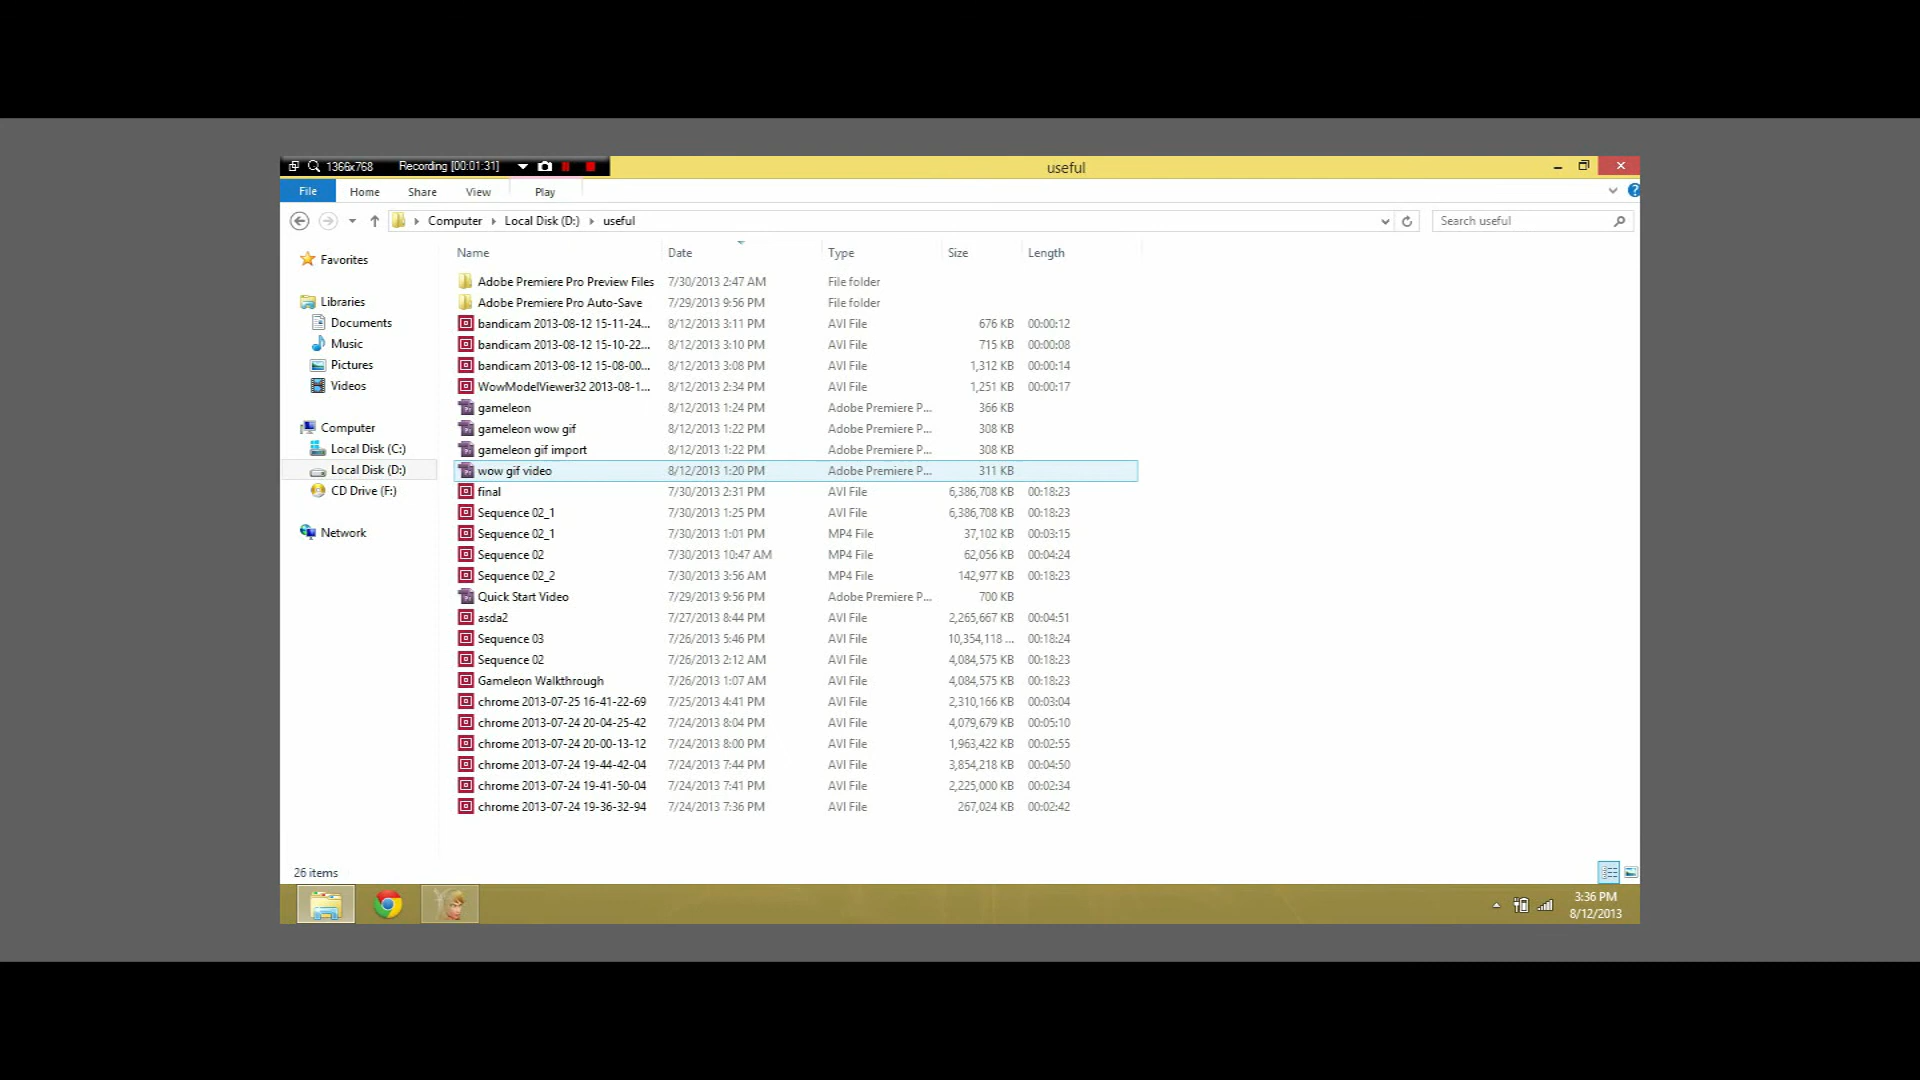 1366x768 Recording [00:01:31]
useful
File Home Share View Play
Computer Local Disk (D:) useful
Search useful
Name Date Type Size Length
Favorites
Libraries
Documents
Music
Pictures
Videos
Computer
Local Disk (C:)
Local Disk (D:)
CD Drive (F:)
Network
Adobe Premiere Pro Preview Files 7/30/2013 2:47 AM File folder
Adobe Premiere Pro Auto-Save 7/29/2013 9:56 PM File folder
bandicam 2013-08-12 15-11-24... 8/12/2013 3:11 PM AVI File 676 KB 00:00:12
bandicam 2013-08-12 15-10-22... 8/12/2013 3:10 PM AVI File 715 KB 00:00:08
bandicam 2013-08-12 15-08-00... 8/12/2013 3:08 PM AVI File 1,312 KB 00:00:14
WowModelViewer32 2013-08-1... 8/12/2013 2:34 PM AVI File 1,251 KB 00:00:17
gameleon 8/12/2013 1:24 PM Adobe Premiere P... 366 KB
gameleon wow gif 8/12/2013 1:22 PM Adobe Premiere P... 308 KB
gameleon gif import 8/12/2013 1:22 PM Adobe Premiere P... 308 KB
wow gif video 8/12/2013 1:20 PM Adobe Premiere P... 311 KB
final 7/30/2013 2:31 PM AVI File 6,386,708 KB 00:18:23
Sequence 02_1 7/30/2013 1:25 PM AVI File 6,386,708 KB 00:18:23
Sequence 02_1 7/30/2013 1:01 PM MP4 File 37,102 KB 00:03:15
Sequence 02 7/30/2013 10:47 AM MP4 File 62,056 KB 00:04:24
Sequence 02_2 7/30/2013 3:56 AM MP4 File 142,977 KB 00:18:23
Quick Start Video 7/29/2013 9:56 PM Adobe Premiere P... 700 KB
asda2 7/27/2013 8:44 PM AVI File 2,265,667 KB 00:04:51
Sequence 03 7/26/2013 5:46 PM AVI File 10,354,118 ... 00:18:24
Sequence 02 7/26/2013 2:12 AM AVI File 4,084,575 KB 00:18:23
Gameleon Walkthrough 7/26/2013 1:07 AM AVI File 4,084,575 KB 00:18:23
chrome 2013-07-25 16-41-22-69 7/25/2013 4:41 PM AVI File 2,310,166 KB 00:03:04
chrome 2013-07-24 20-04-25-42 7/24/2013 8:04 PM AVI File 4,079,679 KB 00:05:10
chrome 2013-07-24 20-00-13-12 7/24/2013 8:00 PM AVI File 1,963,422 KB 00:02:55
chrome 2013-07-24 19-44-42-04 7/24/2013 7:44 PM AVI File 3,854,218 KB 00:04:50
chrome 2013-07-24 19-41-50-04 7/24/2013 7:41 PM AVI File 2,225,000 KB 00:02:34
chrome 2013-07-24 19-36-32-94 7/24/2013 7:36 PM AVI File 267,024 KB 00:02:42
26 items
3:36 PM
8/12/2013